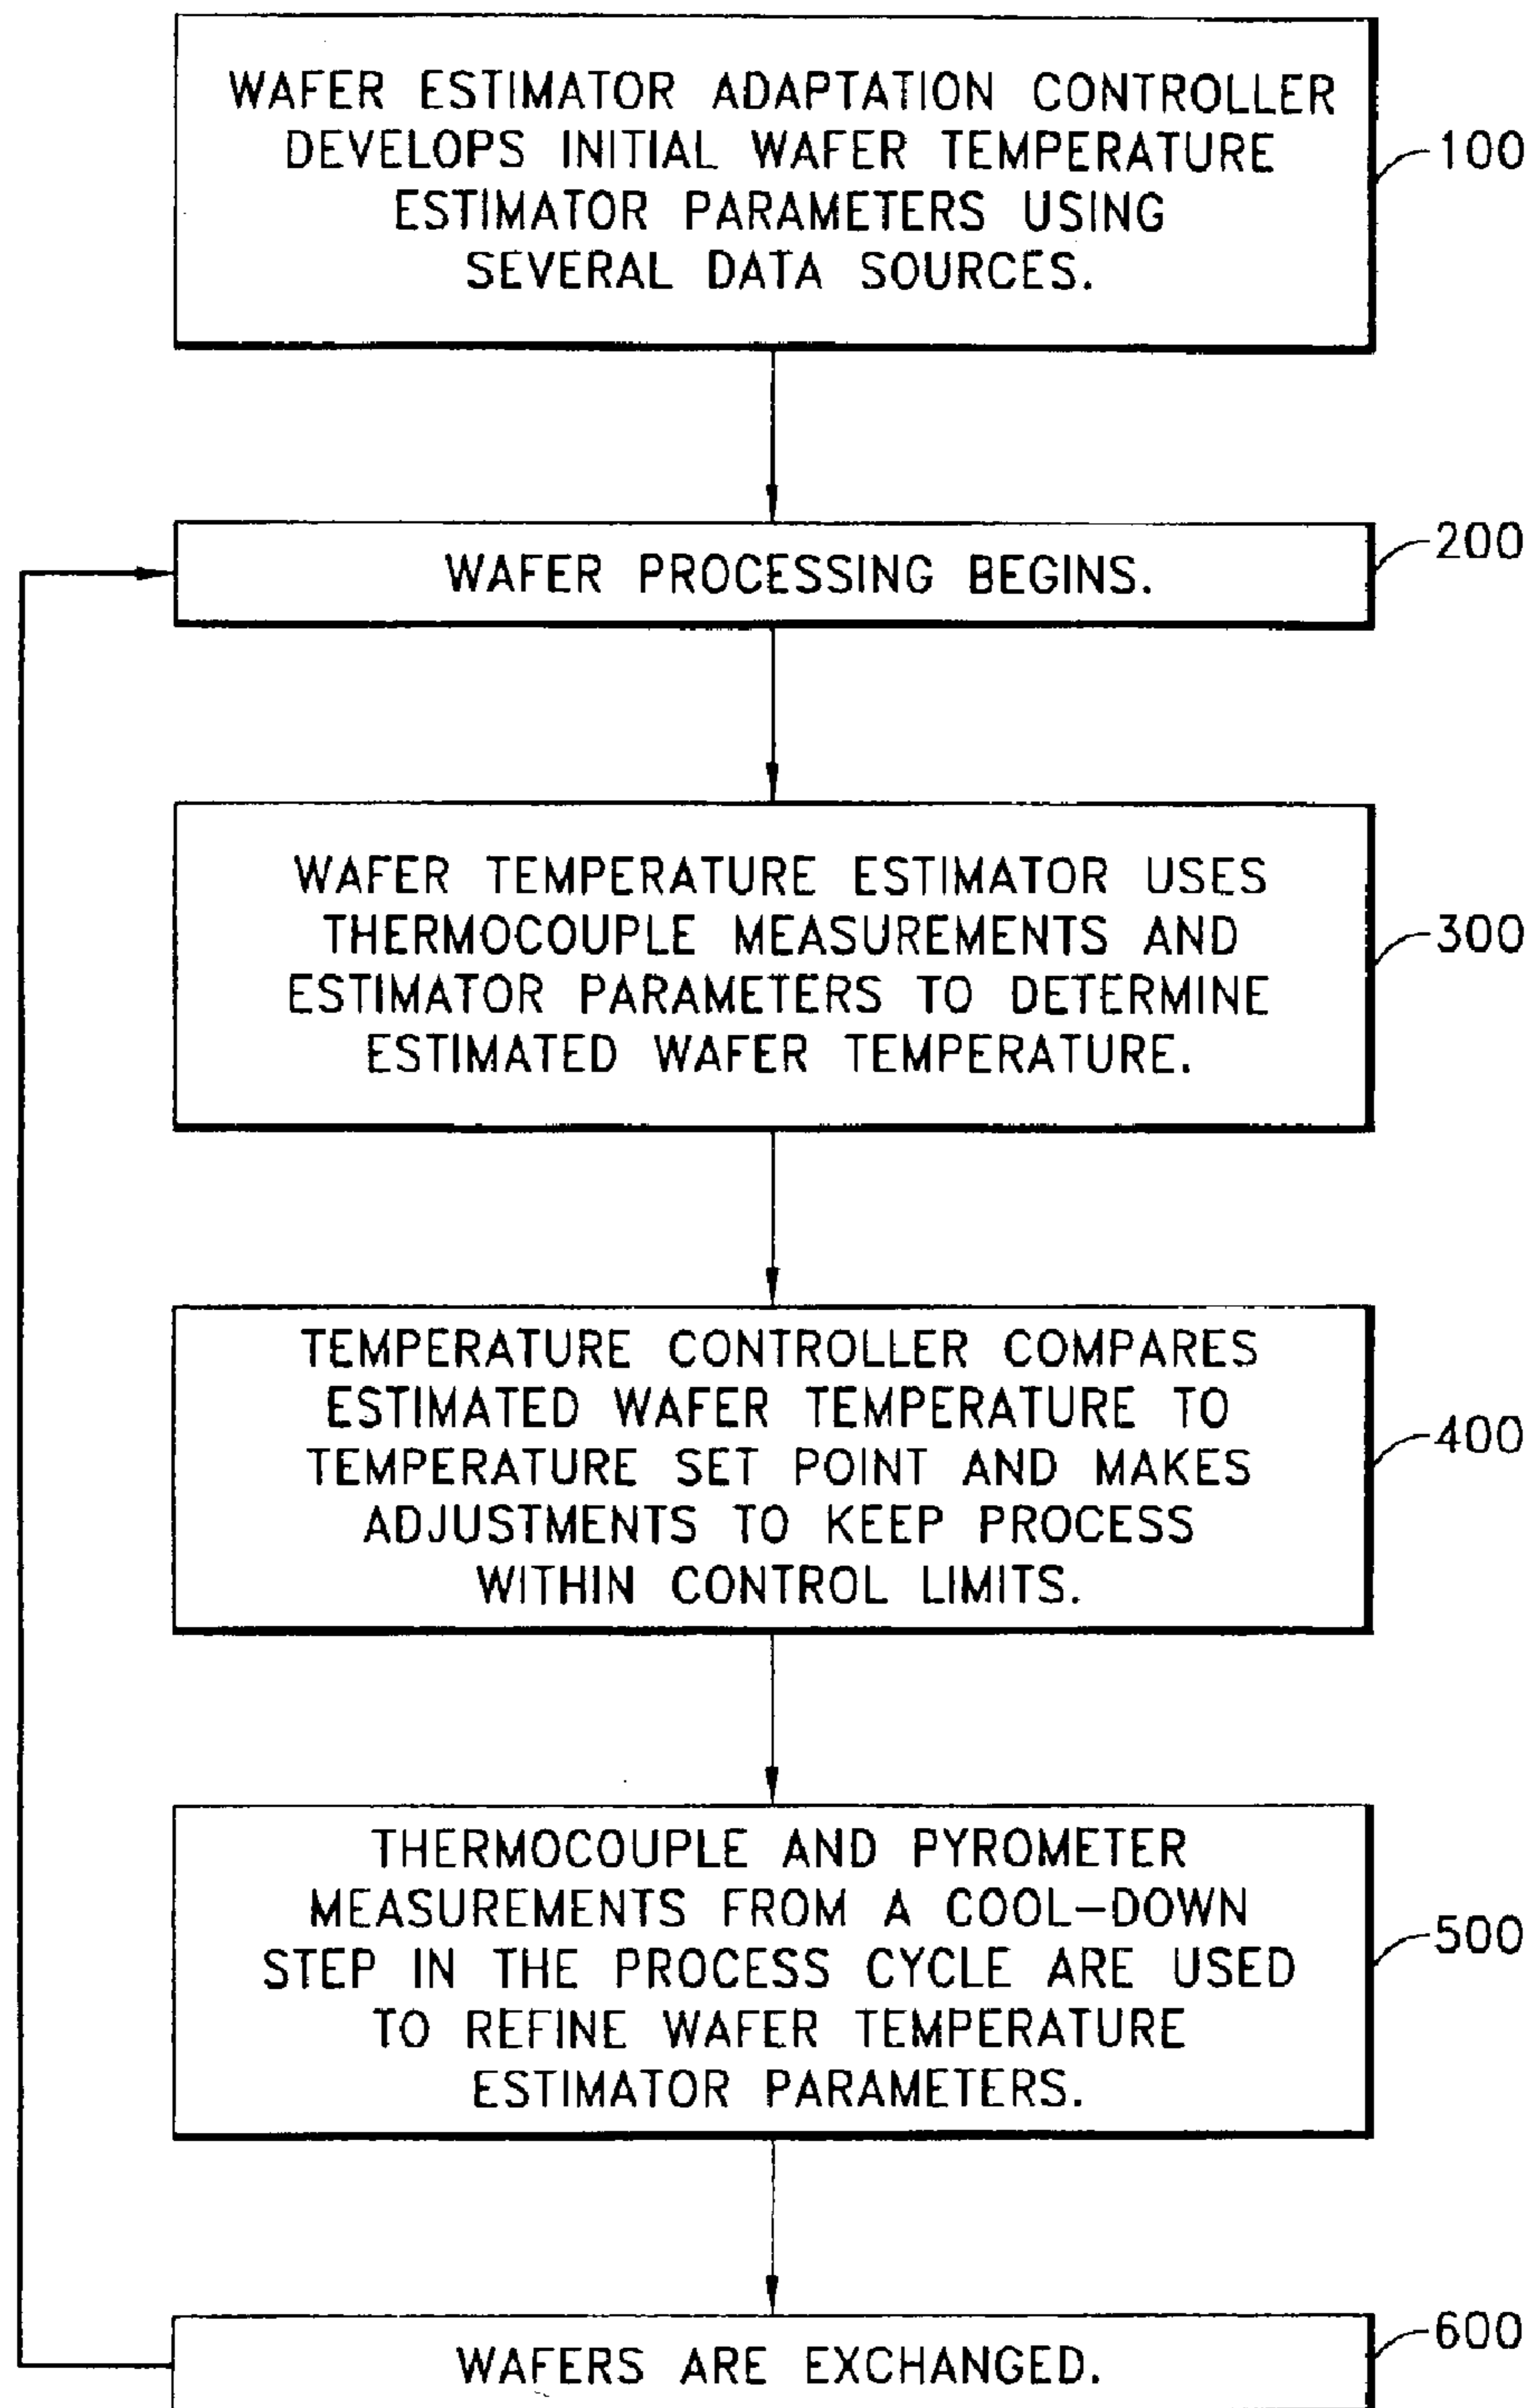 WAFER ESTIMATOR ADAPTATION CONTROLLER
DEVELOPS INITIAL WAFER TEMPERATURE
ESTIMATOR PARAMETERS USING
SEVERAL DATA SOURCES.
100
WAFER PROCESSING BEGINS.
200
WAFER TEMPERATURE ESTIMATOR USES
THERMOCOUPLE MEASUREMENTS AND
ESTIMATOR PARAMETERS TO DETERMINE
ESTIMATED WAFER TEMPERATURE.
300
TEMPERATURE CONTROLLER COMPARES
ESTIMATED WAFER TEMPERATURE TO
TEMPERATURE SET POINT AND MAKES
ADJUSTMENTS TO KEEP PROCESS
WITHIN CONTROL LIMITS.
400
THERMOCOUPLE AND PYROMETER
MEASUREMENTS FROM A COOL-DOWN
STEP IN THE PROCESS CYCLE ARE USED
TO REFINE WAFER TEMPERATURE
ESTIMATOR PARAMETERS.
500
WAFERS ARE EXCHANGED.
600